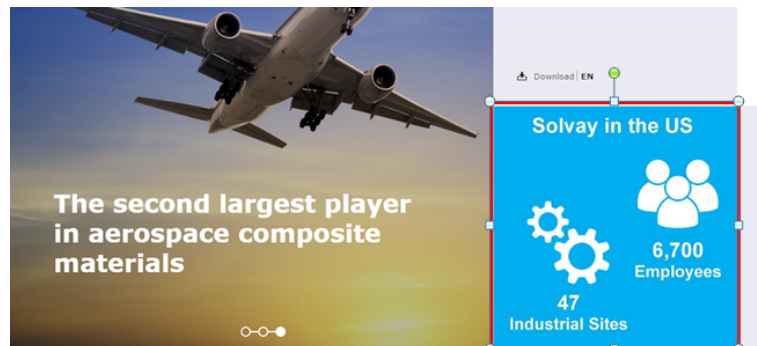 Download | EN
Solvay in the US
The second largest player
in aerospace composite
materials
6,700
Employees
47
Industrial Sites